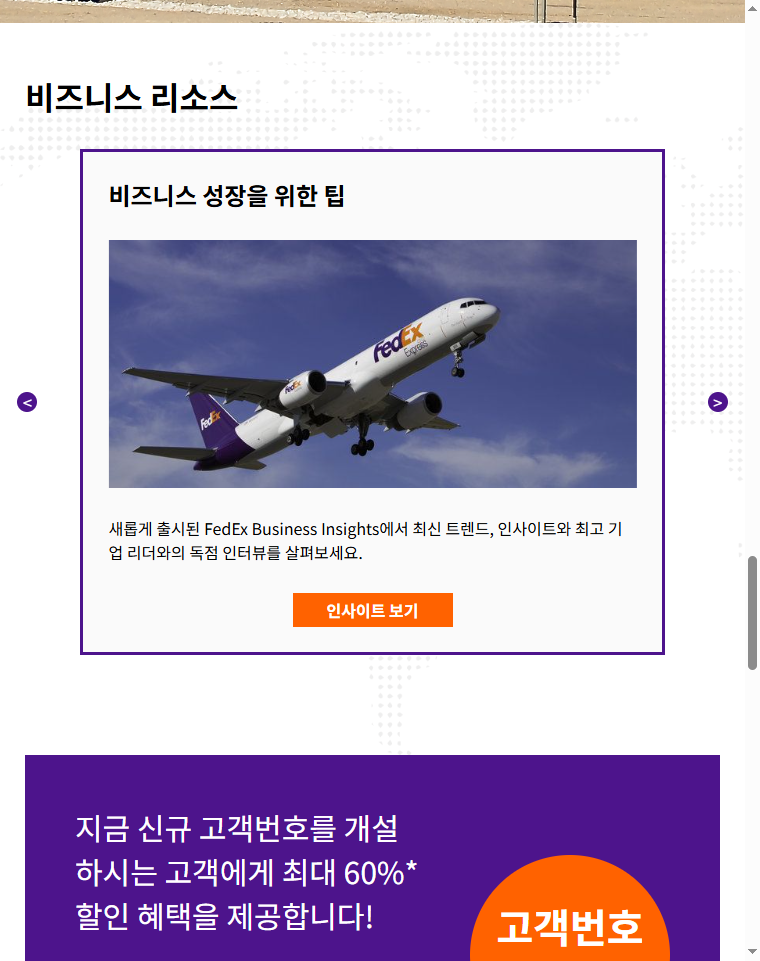 비즈니스 리소스
비즈니스 성장을 위한 팁
FedEx
Express
FedEx
FedEx
<
>
새롭게 출시된 FedEx Business Insights에서 최신 트렌드, 인사이트와 최고 기
업 리더와의 독점 인터뷰를 살펴보세요.
인사이트 보기
지금 신규 고객번호를 개설
하시는 고객에게 최대 60%*
할인 혜택을 제공합니다!
고객번호